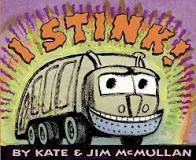 I STINK!
BY KATE & JIM McMULLAN